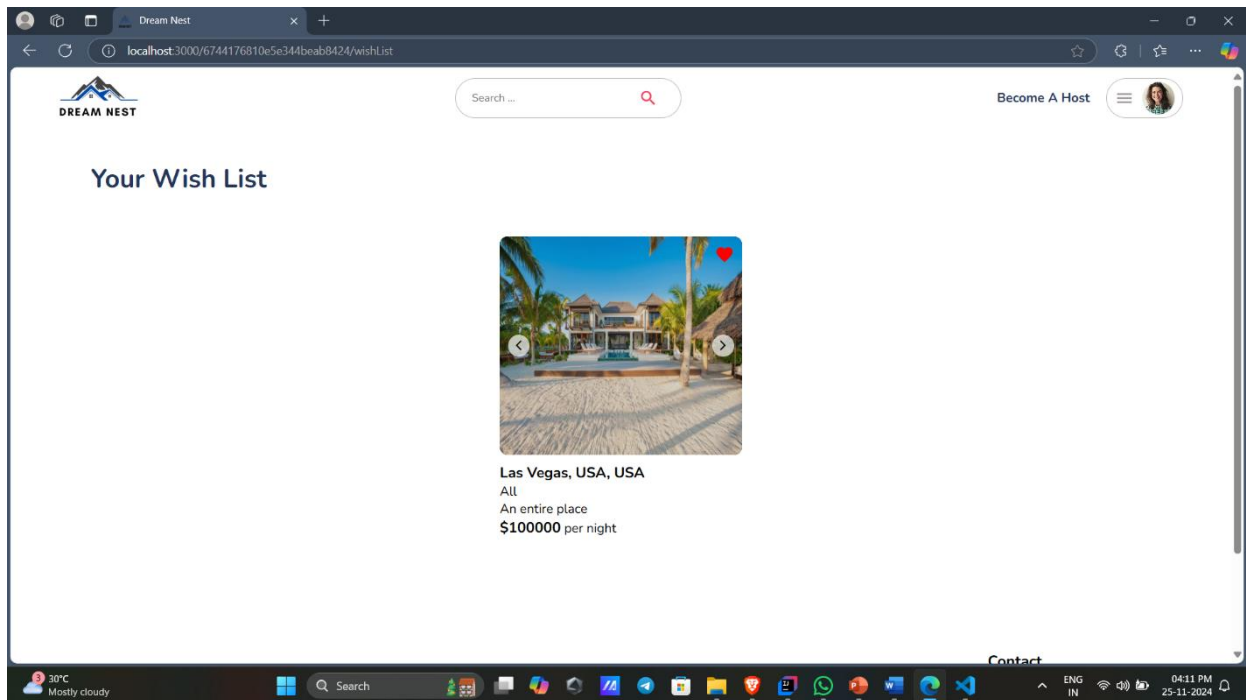 Dream Nest
localhost:3000/6744176810e5e344beab8424/wishList
DREAM NEST
Search ...
Become A Host
Your Wish List
Las Vegas, USA, USA
All
An entire place
$100000 per night
Contact
3
30°C
Mostly cloudy
Search
ENG
IN
04:11 PM
25-11-2024